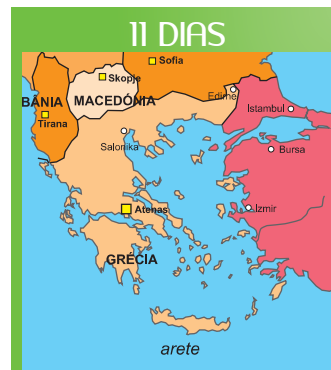 11 DIAS
Sofia
Skopje
Edirne
BÂNIA
MACEDÓNIA
Istambul
Tirana
Salonika
Bursa
Atenas
Izmir
GRÉCIA
arete